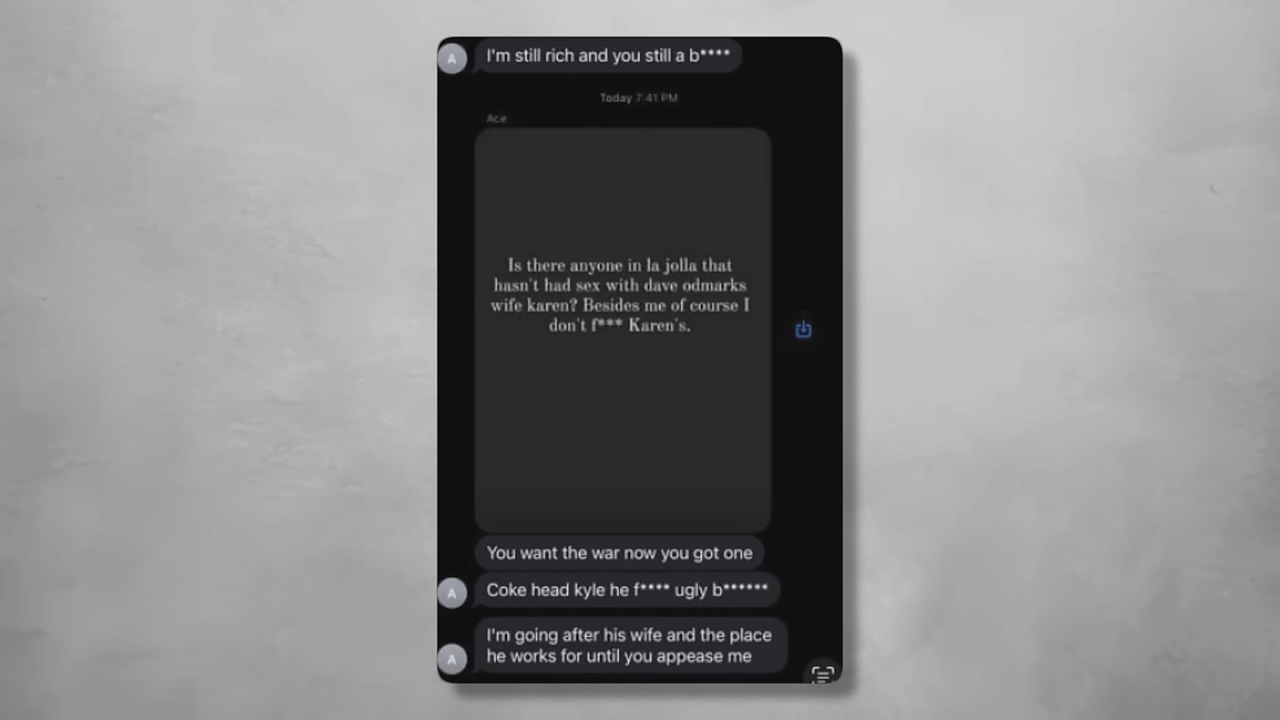 I'm still rich and you still a b****
Today 7:41 PM
Ace
Is there anyone in la jolla that
hasn't had sex with dave odmarks
wife karen? Besides me of course I
don't f*** Karen's.
You want the war now you got one
A
Coke head kyle he f**** ugly b******
A
I'm going after his wife and the place
he works for until you appease me
A